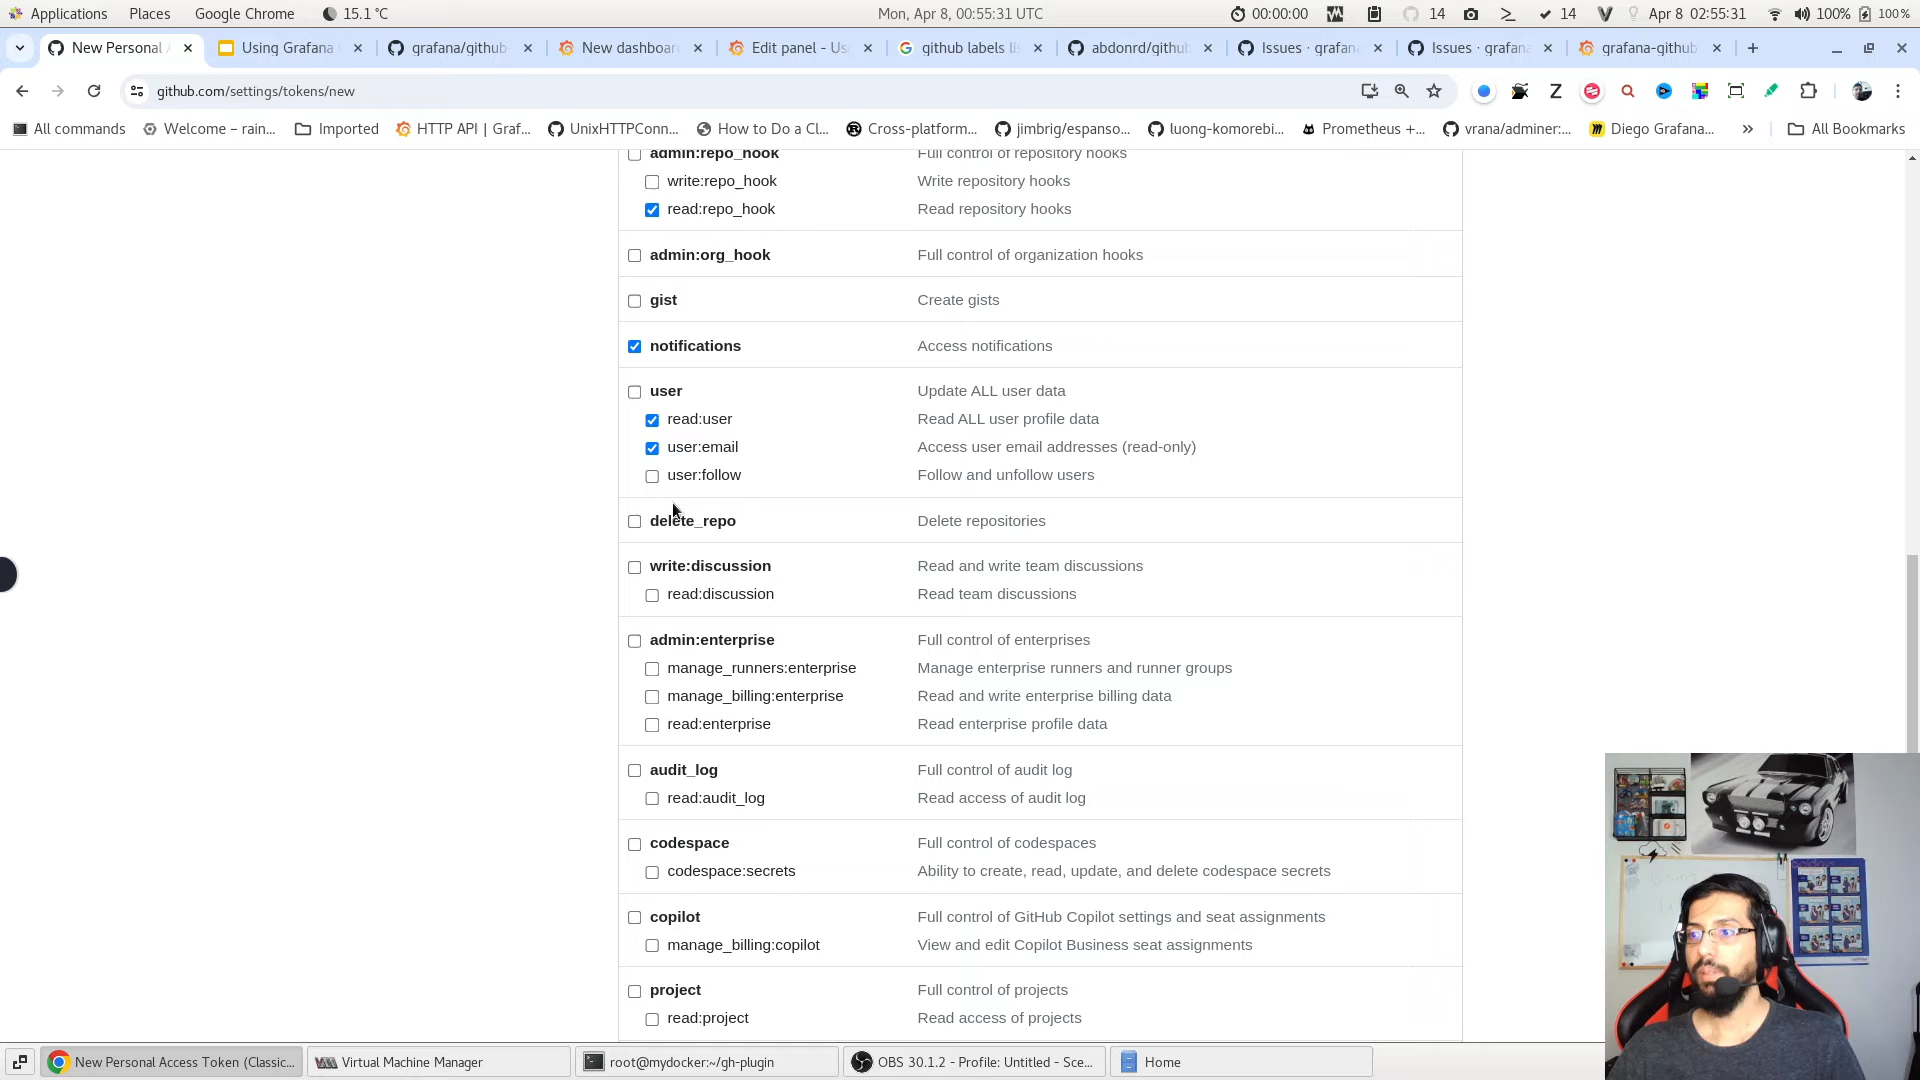 Applications Places Google Chrome 15.1 °C Mon, Apr 8, 00:55:31 UTC 00:00:00 14 14 Apr 8 02:55:31 100% 100%
New Personal A Using Grafana grafana/github- New dashboar Edit panel - Us github labels li abdonrd/github Issues · grafana Issues · grafana grafana-github
github.com/settings/tokens/new
All commands Welcome – rain... Imported HTTP API | Graf... UnixHTTPConn... How to Do a Cl... Cross-platform... jimbrig/espanso... luong-komorebi... Prometheus +... vrana/adminer:... Diego Grafana... » All Bookmarks
admin:repo_hook Full control of repository hooks
write:repo_hook Write repository hooks
read:repo_hook Read repository hooks
admin:org_hook Full control of organization hooks
gist Create gists
notifications Access notifications
user Update ALL user data
read:user Read ALL user profile data
user:email Access user email addresses (read-only)
user:follow Follow and unfollow users
delete_repo Delete repositories
write:discussion Read and write team discussions
read:discussion Read team discussions
admin:enterprise Full control of enterprises
manage_runners:enterprise Manage enterprise runners and runner groups
manage_billing:enterprise Read and write enterprise billing data
read:enterprise Read enterprise profile data
audit_log Full control of audit log
read:audit_log Read access of audit log
codespace Full control of codespaces
codespace:secrets Ability to create, read, update, and delete codespace secrets
copilot Full control of GitHub Copilot settings and seat assignments
manage_billing:copilot View and edit Copilot Business seat assignments
project Full control of projects
read:project Read access of projects
New Personal Access Token (Classic... Virtual Machine Manager root@mydocker:~/gh-plugin OBS 30.1.2 - Profile: Untitled - Sce... Home